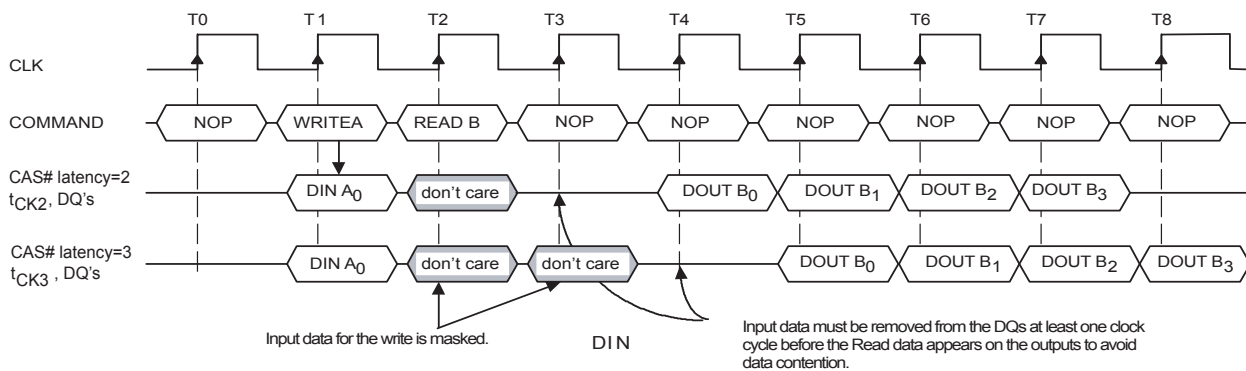 T0 T1 T2 T3 T4 T5 T6 T7 T8
CLK
COMMAND NOP WRITEA READ B NOP NOP NOP NOP NOP NOP
CAS# latency=2
tCK2, DQ's DIN A0 don't care DOUT B0 DOUT B1 DOUT B2 DOUT B3
CAS# latency=3
tCK3, DQ's DIN A0 don't care don't care DOUT B0 DOUT B1 DOUT B2 DOUT B3
Input data for the write is masked.
DIN
Input data must be removed from the DQs at least one clock
cycle before the Read data appears on the outputs to avoid
data contention.